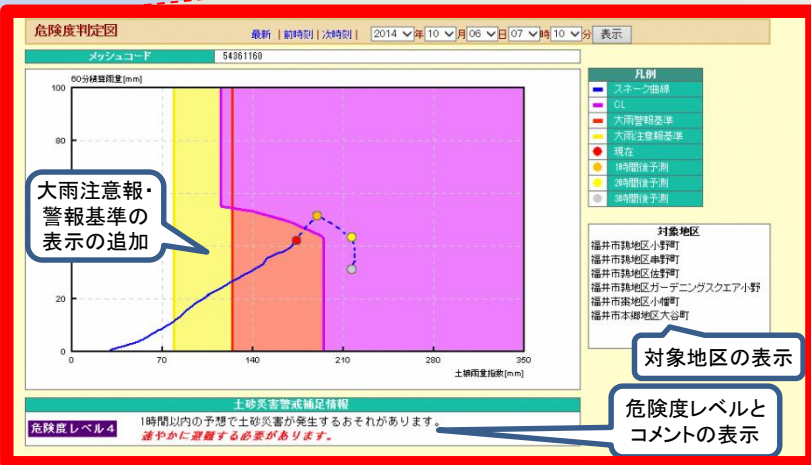 危険度判定図
最新 | 前時刻 | 次時刻 | 2014 年 10 月 06 日 07 時 10 分 表示
メッシュコード 54361160
60分積算雨量[mm]
100
80
20
0
0 70 140 210 280 350
土壌雨量指数[mm]
大雨注意報・
警報基準の
表示の追加
凡例
スネーク曲線
CL
大雨警報基準
大雨注意報基準
現在
1時間後予測
2時間後予測
3時間後予測
対象地区
福井市鶉地区小野町
福井市鶉地区串野町
福井市鶉地区佐野町
福井市鶉地区ガーデニングスクエア小野
福井市棗地区小幡町
福井市本郷地区大谷町
対象地区の表示
土砂災害警戒補足情報
危険度レベル4
1時間以内の予想で土砂災害が発生するおそれがあります。
速やかに避難する必要があります。
危険度レベルと
コメントの表示